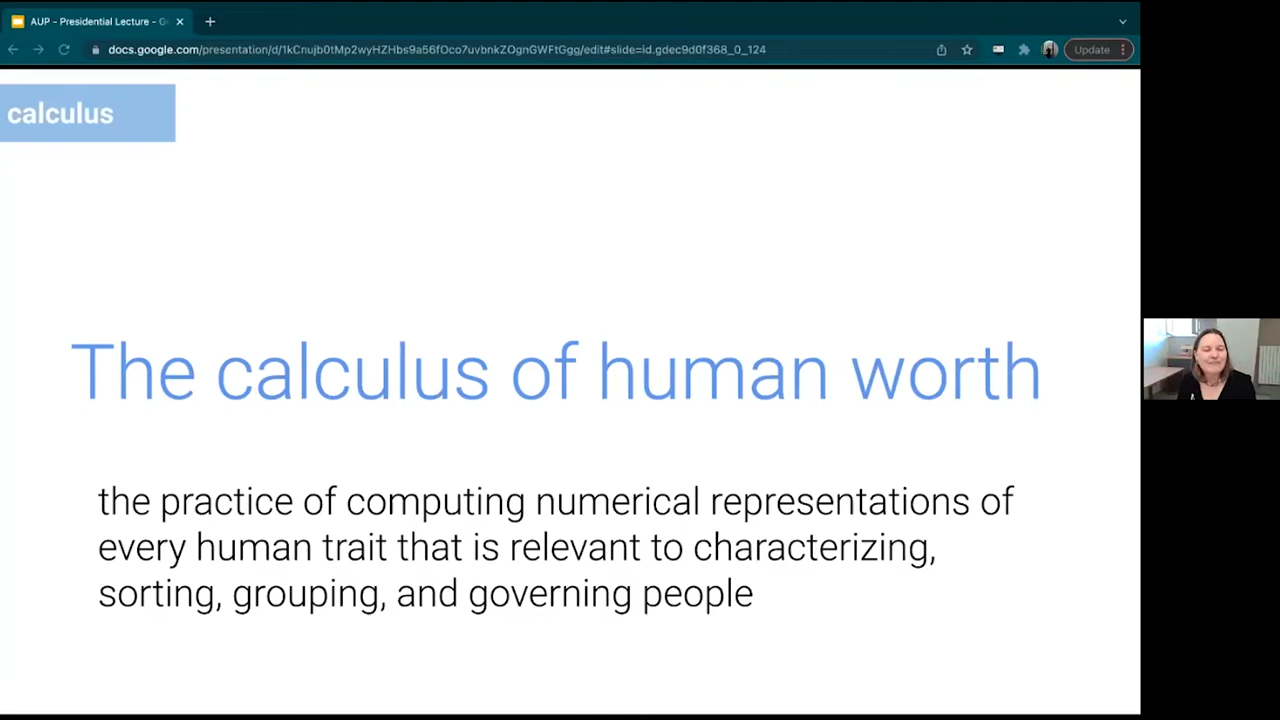 AUP - Presidential Lecture - G
docs.google.com/presentation/d/1kCnujb0tMp2wyHZHbs9a56fOco7uvbnkZOgnGWFtGgg/edit#slide=id.gdec9d0f368_0_124
Update
calculus
The calculus of human worth
the practice of computing numerical representations of
every human trait that is relevant to characterizing,
sorting, grouping, and governing people